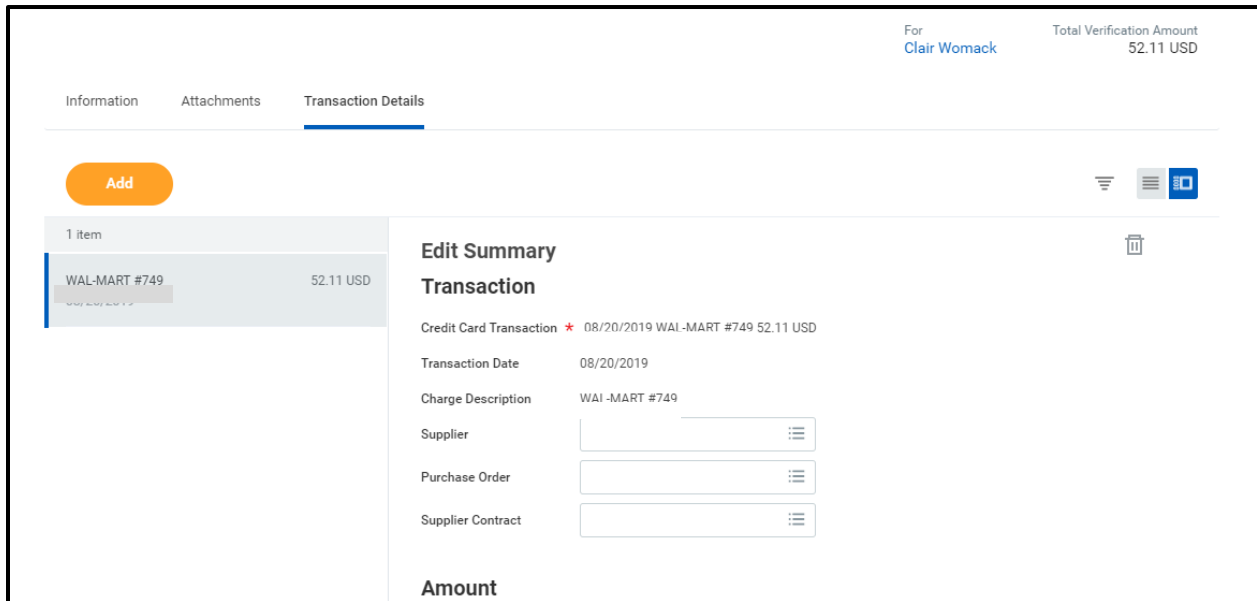 For
Clair Womack
Total Verification Amount
52.11 USD
Information
Attachments
Transaction Details
Add
1 item
WAL-MART #749
52.11 USD
Edit Summary
Transaction
Credit Card Transaction * 08/20/2019 WAL-MART #749 52.11 USD
Transaction Date 08/20/2019
Charge Description WAL-MART #749
Supplier
Purchase Order
Supplier Contract
Amount